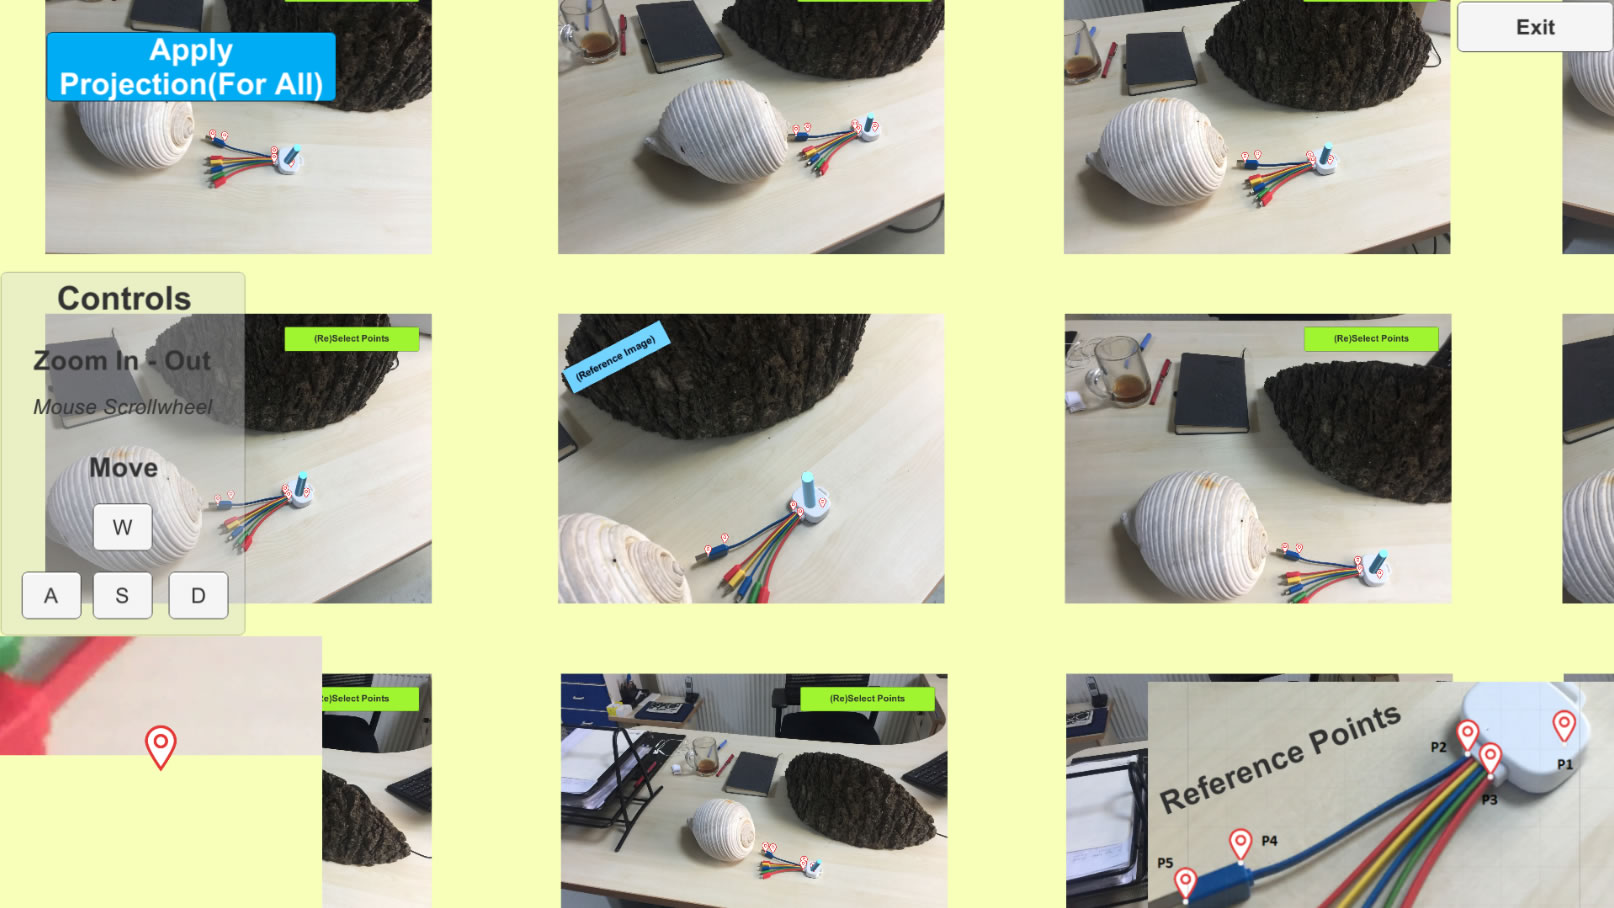 Apply
Projection(For All)
Exit
Controls
Zoom In - Out
Mouse Scrollwheel
Move
W
A
S
D
(Re)Select Points
(Reference Image)
(Re)Select Points
(Re)Select Points
(Re)Select Points
Reference Points
P2
P1
P3
P4
P5